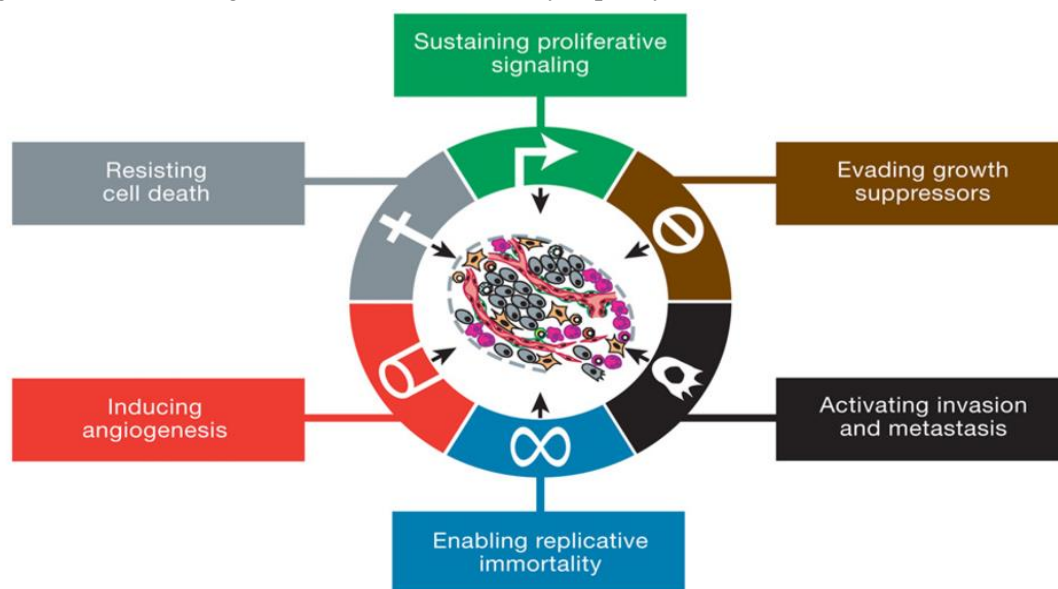 Sustaining proliferative
signaling
Resisting
cell death
Evading growth
suppressors
Inducing
angiogenesis
Activating invasion
and metastasis
Enabling replicative
immortality